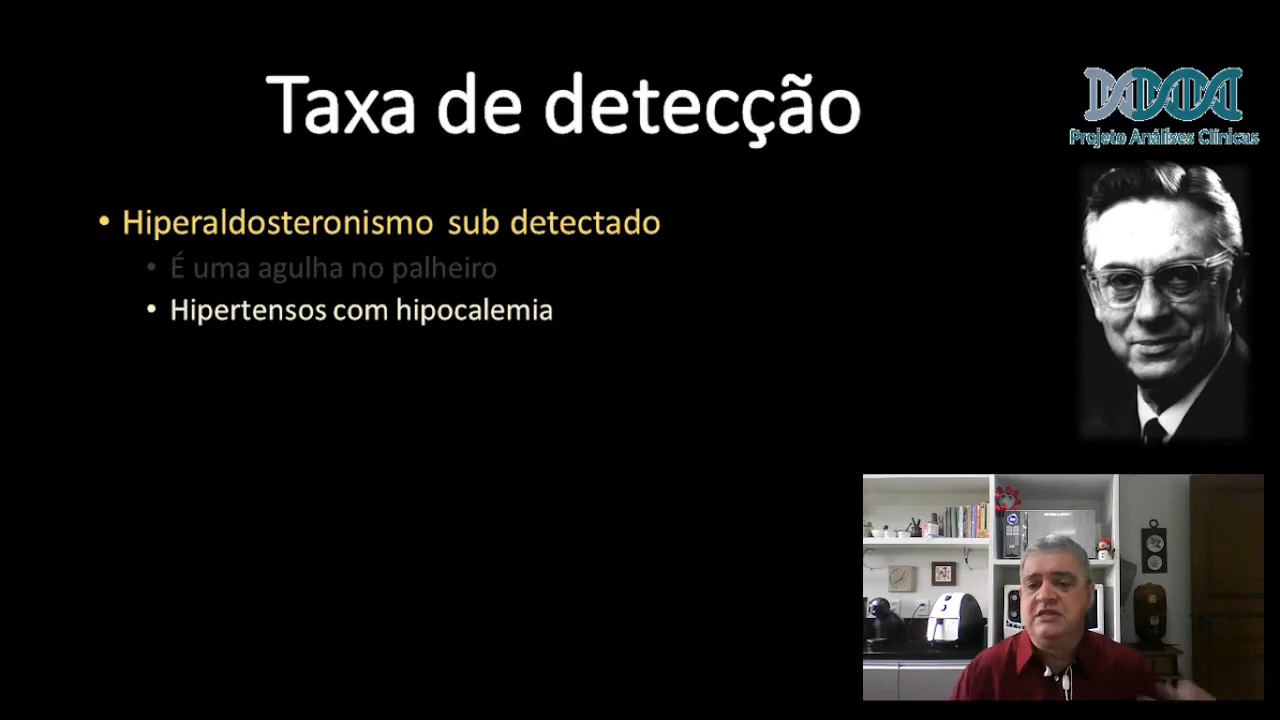 Taxa de detecção
Projeto Análises Clínicas
• Hiperaldosteronismo sub detectado
• É uma agulha no palheiro
• Hipertensos com hipocalemia